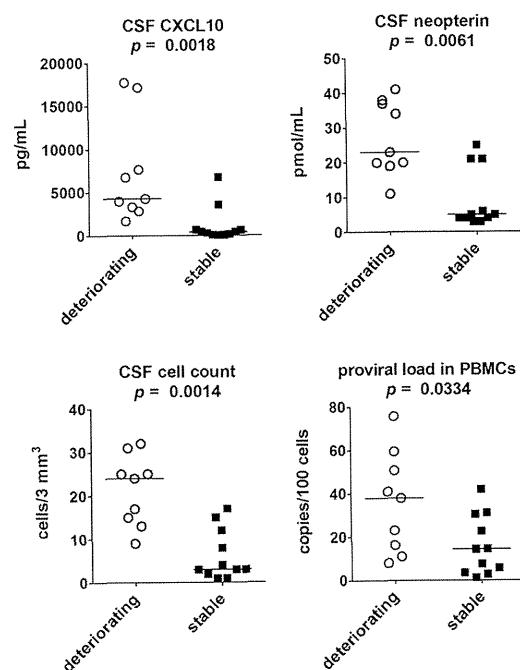 CSF CXCL10
p = 0.0018
20000
15000
10000
5000
0
pg/mL
deteriorating
stable
CSF neopterin
p = 0.0061
50
40
30
20
10
0
pmol/mL
deteriorating
stable
CSF cell count
p = 0.0014
40
30
20
10
0
cells/3 mm³
deteriorating
stable
proviral load in PBMCs
p = 0.0334
80
60
40
20
0
copies/100 cells
deteriorating
stable